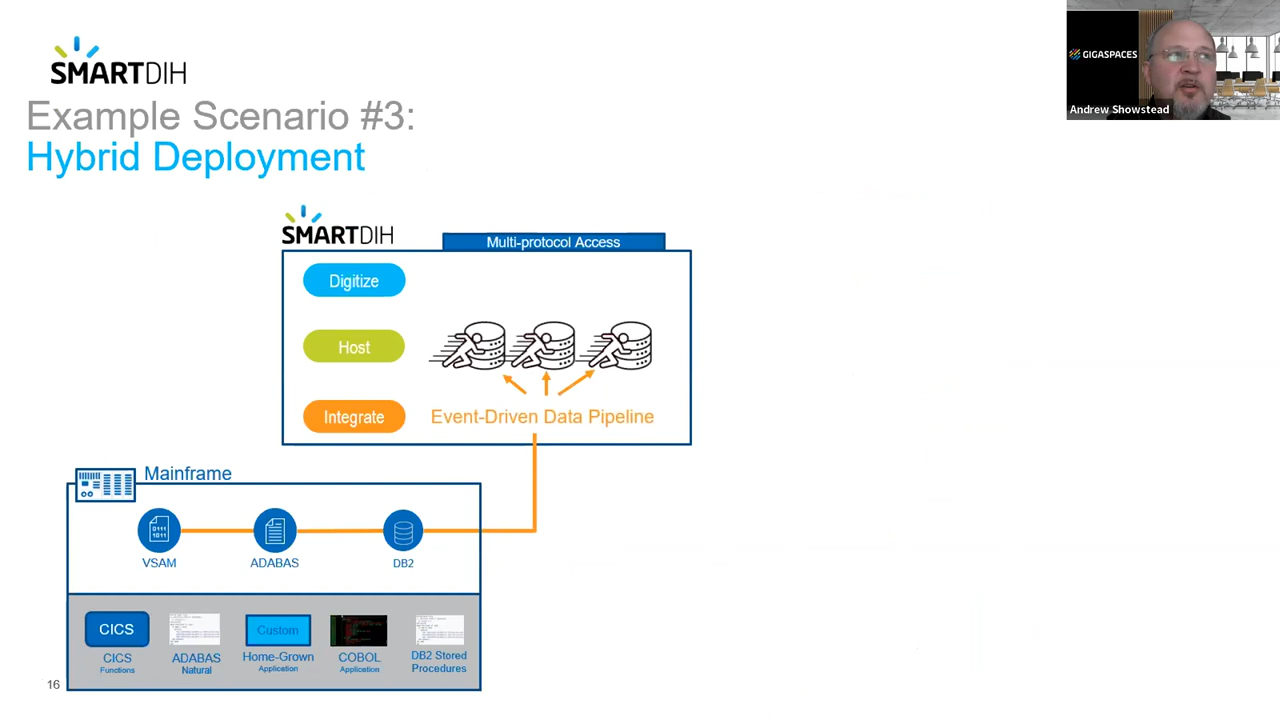 SMARTDIH
Example Scenario #3:
Hybrid Deployment
GIGASPACES
Andrew Showstead
SMARTDIH
Multi-protocol Access
Digitize
Host
Integrate
Event-Driven Data Pipeline
Mainframe
0111
1011
VSAM
ADABAS
DB2
CICS
CICS
Functions
ADABAS
Natural
Custom
Home-Grown
Application
COBOL
Application
DB2 Stored
Procedures
16